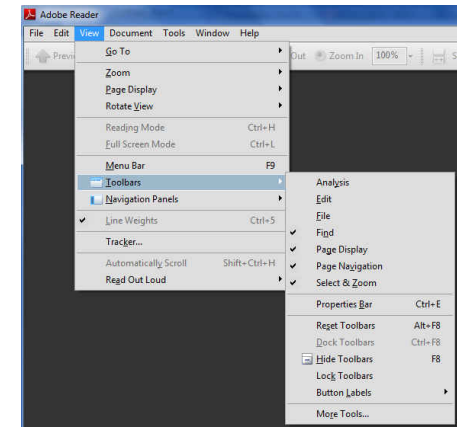 Adobe Reader
File Edit View Document Tools Window Help
Previ
Out Zoom In 100% S
Go To
Zoom
Page Display
Rotate View
Reading Mode Ctrl+H
Full Screen Mode Ctrl+L
Menu Bar F9
Toolbars
Navigation Panels
Line Weights Ctrl+5
Tracker...
Automatically Scroll Shift+Ctrl+H
Read Out Loud
Analysis
Edit
File
Find
Page Display
Page Navigation
Select & Zoom
Properties Bar Ctrl+E
Reset Toolbars Alt+F8
Dock Toolbars Ctrl+F8
Hide Toolbars F8
Lock Toolbars
Button Labels
More Tools...